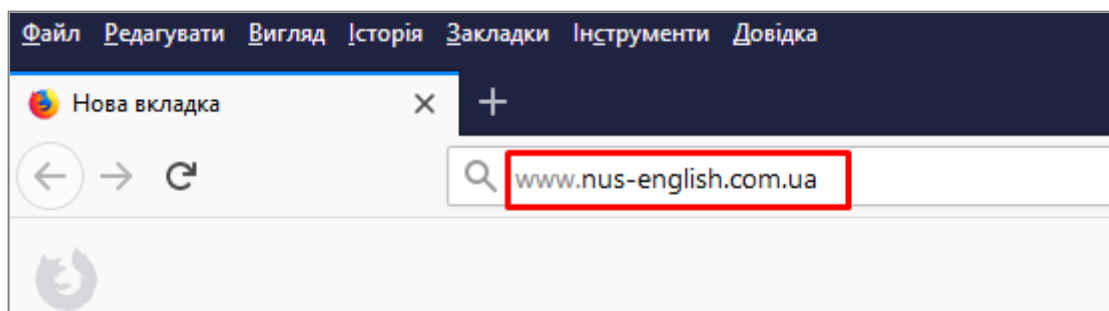 Файл Редагувати Вигляд Історія Закладки Інструменти Довідка
Нова вкладка
www.nus-english.com.ua